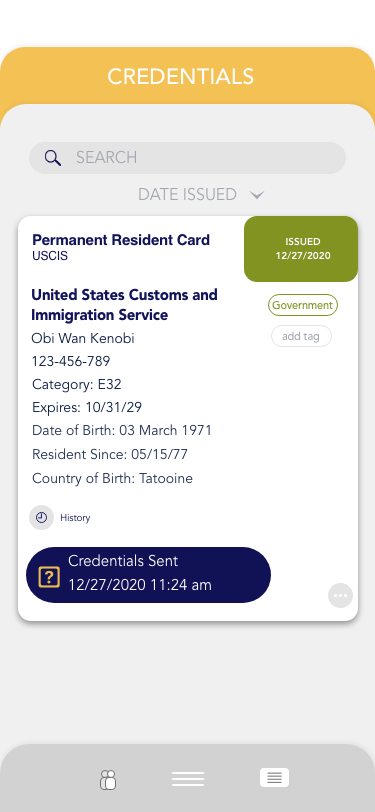 CREDENTIALS
SEARCH
DATE ISSUED
Permanent Resident Card
USCIS
ISSUED
12/27/2020
United States Customs and
Immigration Service
Government
add tag
Obi Wan Kenobi
123-456-789
Category: E32
Expires: 10/31/29
Date of Birth: 03 March 1971
Resident Since: 05/15/77
Country of Birth: Tatooine
History
?
Credentials Sent
12/27/2020 11:24 am